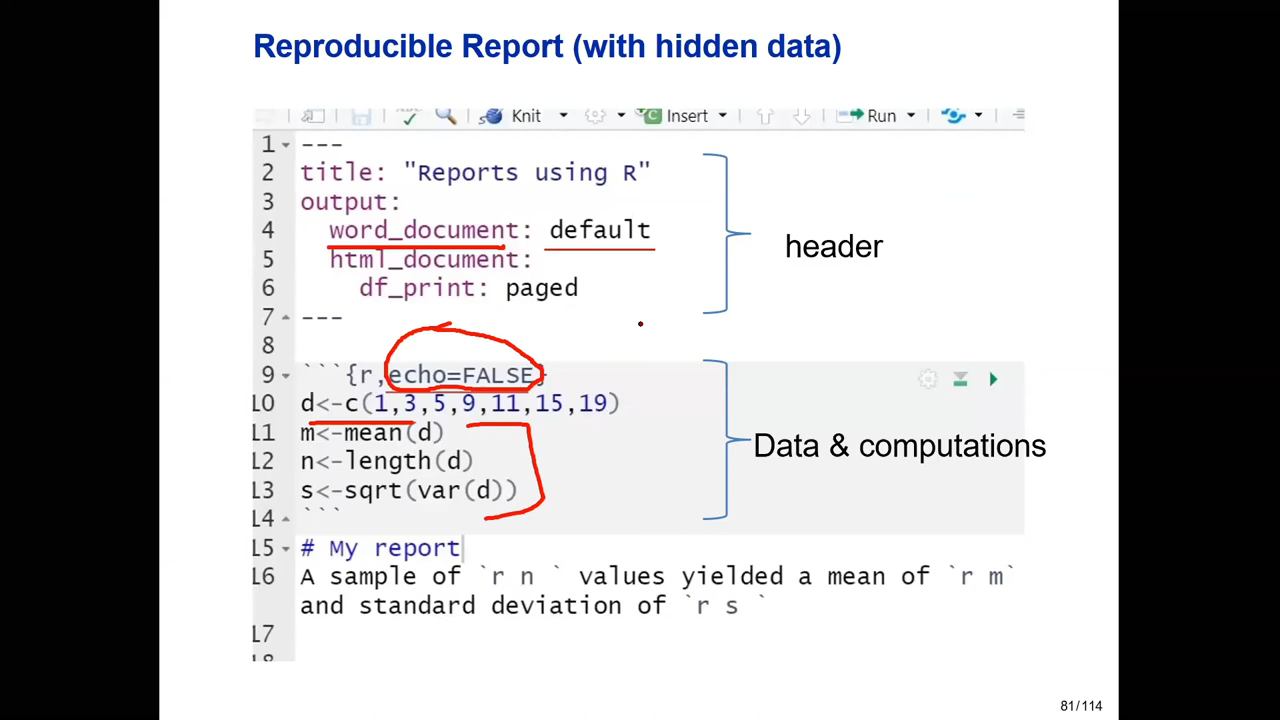 Reproducible Report (with hidden data)
ABC Knit Insert Run
1 ---
2 title: "Reports using R"
3 output:
4 word_document: default
5 html_document:
6 df_print: paged
7 ---
header
8
9 ```{r,echo=FALSE}
10 d<-c(1,3,5,9,11,15,19)
11 m<-mean(d)
12 n<-length(d)
13 s<-sqrt(var(d))
14 ```
Data & computations
15 # My report
16 A sample of `r n ` values yielded a mean of `r m`
and standard deviation of `r s `
17
18
81/114